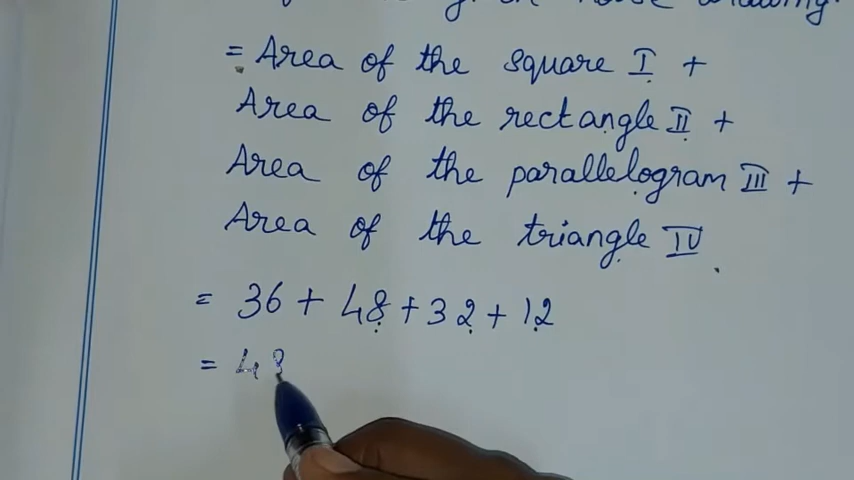 = Area of the square I +
Area of the rectangle II +
Area of the parallelogram III +
Area of the triangle IV
= 36 + 48 + 32 + 12
= 48